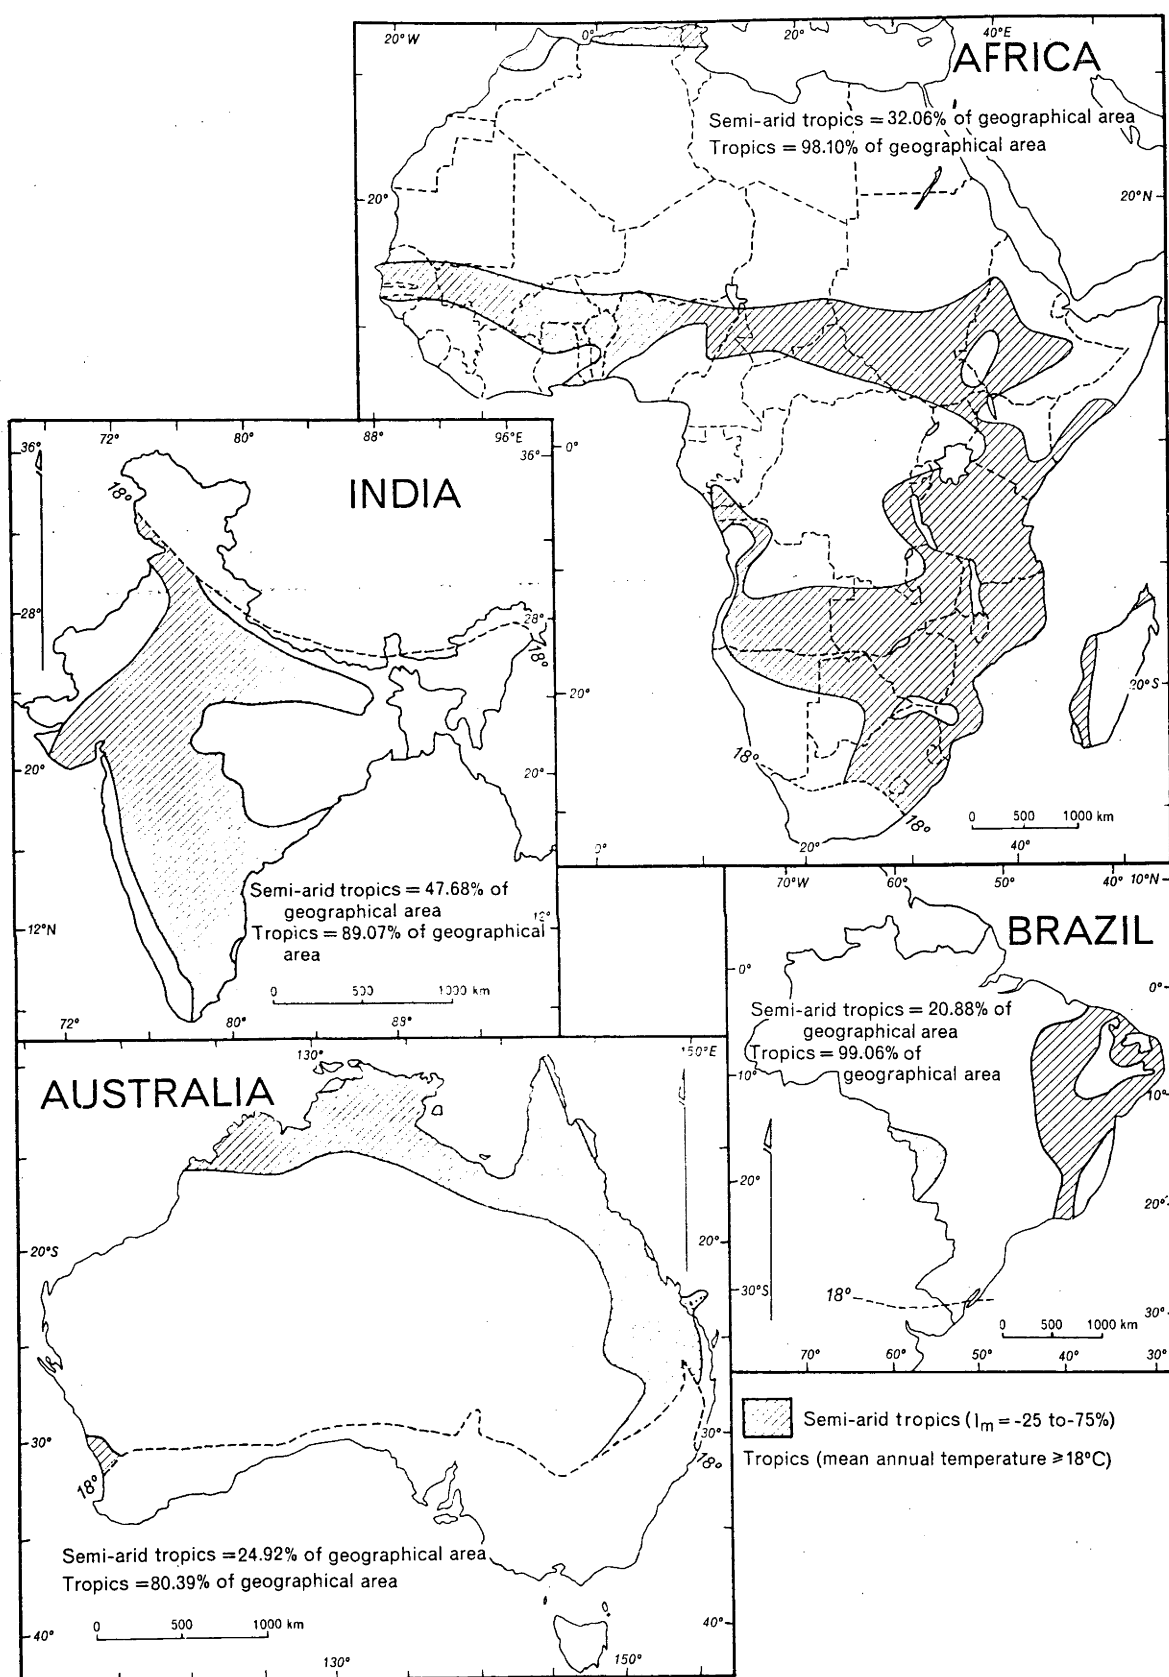 20°W
0°
20°
40°E
AFRICA
Semi-arid tropics = 32.06% of geographical area
Tropics = 98.10% of geographical area
20°
20°N
0°
20°
20°S
18°
18°
0 500 1000 km
0°
20°
40°
72°
80°
88°
96°E
36°
36°
INDIA
18°
28°
28°
18°
20°
20°
12°N
12°
Semi-arid tropics = 47.68% of
geographical area
Tropics = 89.07% of geographical
area
0 500 1000 km
72°
80°
89°
70°W
60°
50°
40°
10°N
BRAZIL
0°
0°
Semi-arid tropics = 20.88% of
geographical area
Tropics = 99.06% of
geographical area
10°
10°
20°
20°
30°S
18°
30°
0 500 1000 km
70°
60°
50°
40°
30°
130°
150°E
AUSTRALIA
20°S
20°
30°
30°
18°
18°
Semi-arid tropics =24.92% of geographical area
Tropics =80.39% of geographical area
0 500 1000 km
40°
40°
130°
150°
Semi-arid tropics (Im = -25 to -75%)
Tropics (mean annual temperature ≥18°C)